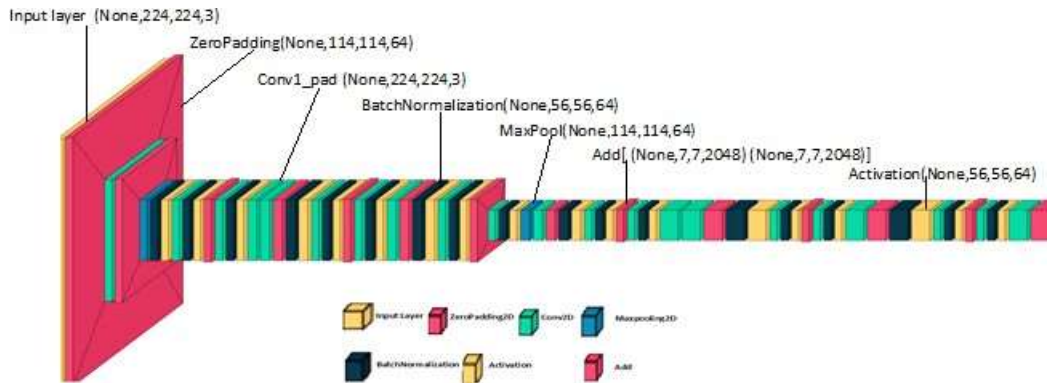 Input layer (None,224,224,3)
ZeroPadding(None,114,114,64)
Conv1_pad (None,224,224,3)
BatchNormalization(None,56,56,64)
MaxPool(None,114,114,64)
Add[ (None,7,7,2048) (None,7,7,2048)]
Activation(None,56,56,64)
Input Layer ZeroPadding2D Conv2D Maxpooling2D
BatchNormalization Activation Add